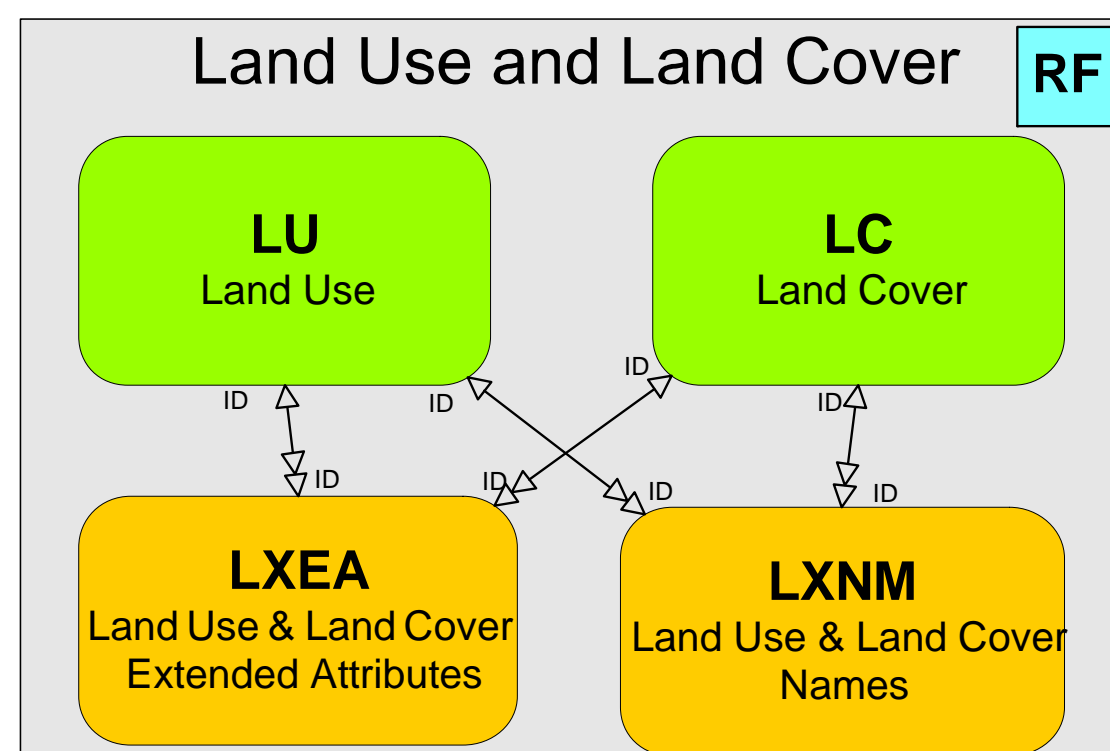 Land Use and Land Cover
RF
LU
Land Use
LC
Land Cover
ID
ID
ID
ID
ID
ID
ID
ID
LXEA
Land Use & Land Cover
Extended Attributes
LXNM
Land Use & Land Cover
Names